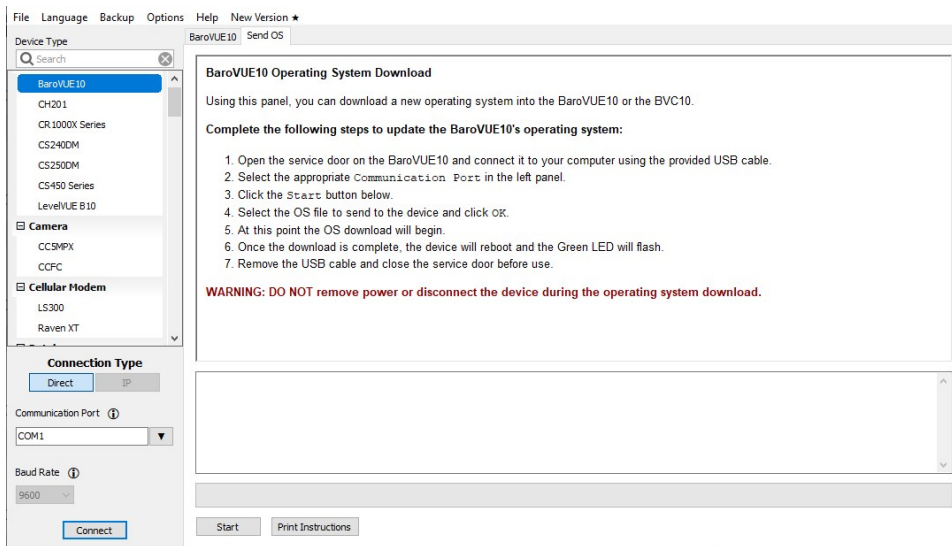 File Language Backup Options Help New Version ★
Device Type
Search
BaroVUE10
CH201
CR1000X Series
CS240DM
CS250DM
CS450 Series
LevelVUE B10
Camera
CC5MPX
CCFC
Cellular Modem
LS300
Raven XT
Connection Type
Direct IP
Communication Port
COM1
Baud Rate
9600
Connect
BaroVUE10 Send OS
BaroVUE10 Operating System Download
Using this panel, you can download a new operating system into the BaroVUE10 or the BVC10.
Complete the following steps to update the BaroVUE10's operating system:
1. Open the service door on the BaroVUE10 and connect it to your computer using the provided USB cable.
2. Select the appropriate Communication Port in the left panel.
3. Click the Start button below.
4. Select the OS file to send to the device and click OK.
5. At this point the OS download will begin.
6. Once the download is complete, the device will reboot and the Green LED will flash.
7. Remove the USB cable and close the service door before use.
WARNING: DO NOT remove power or disconnect the device during the operating system download.
Start Print Instructions